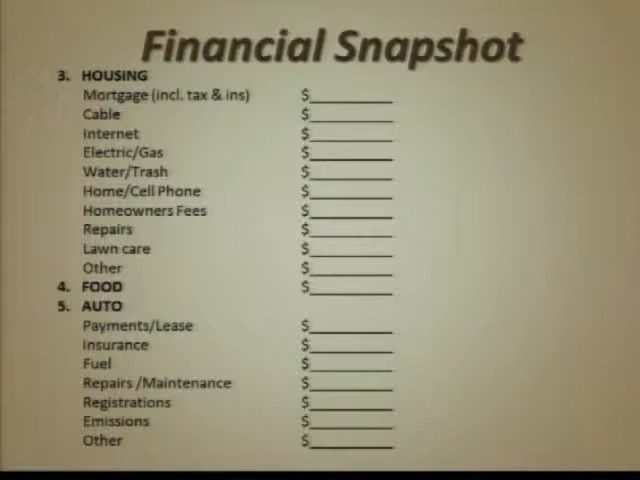 Financial Snapshot
3. HOUSING
Mortgage (incl. tax & ins) $__________
Cable $__________
Internet $__________
Electric/Gas $__________
Water/Trash $__________
Home/Cell Phone $__________
Homeowners Fees $__________
Repairs $__________
Lawn care $__________
Other $__________
4. FOOD $__________
5. AUTO
Payments/Lease $__________
Insurance $__________
Fuel $__________
Repairs /Maintenance $__________
Registrations $__________
Emissions $__________
Other $__________